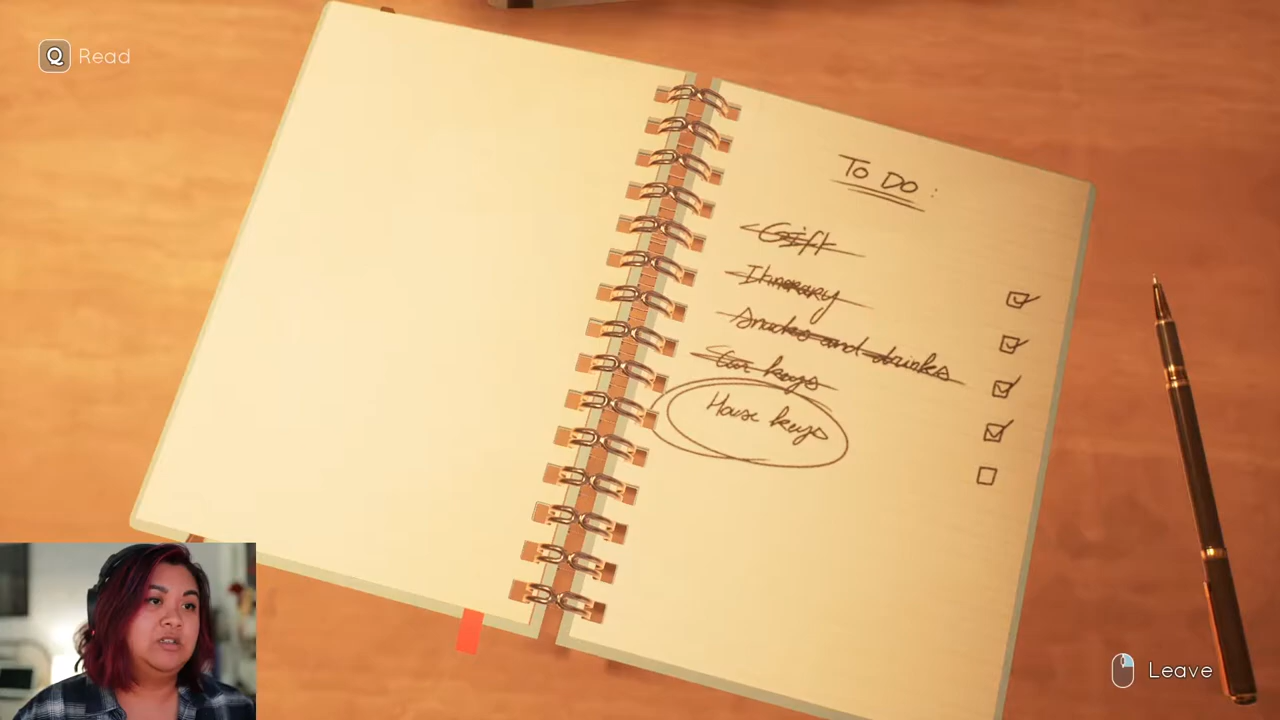 Q Read
To Do :
Gift
Itinerary
Snacks and drinks
Car keys
House keys
Leave